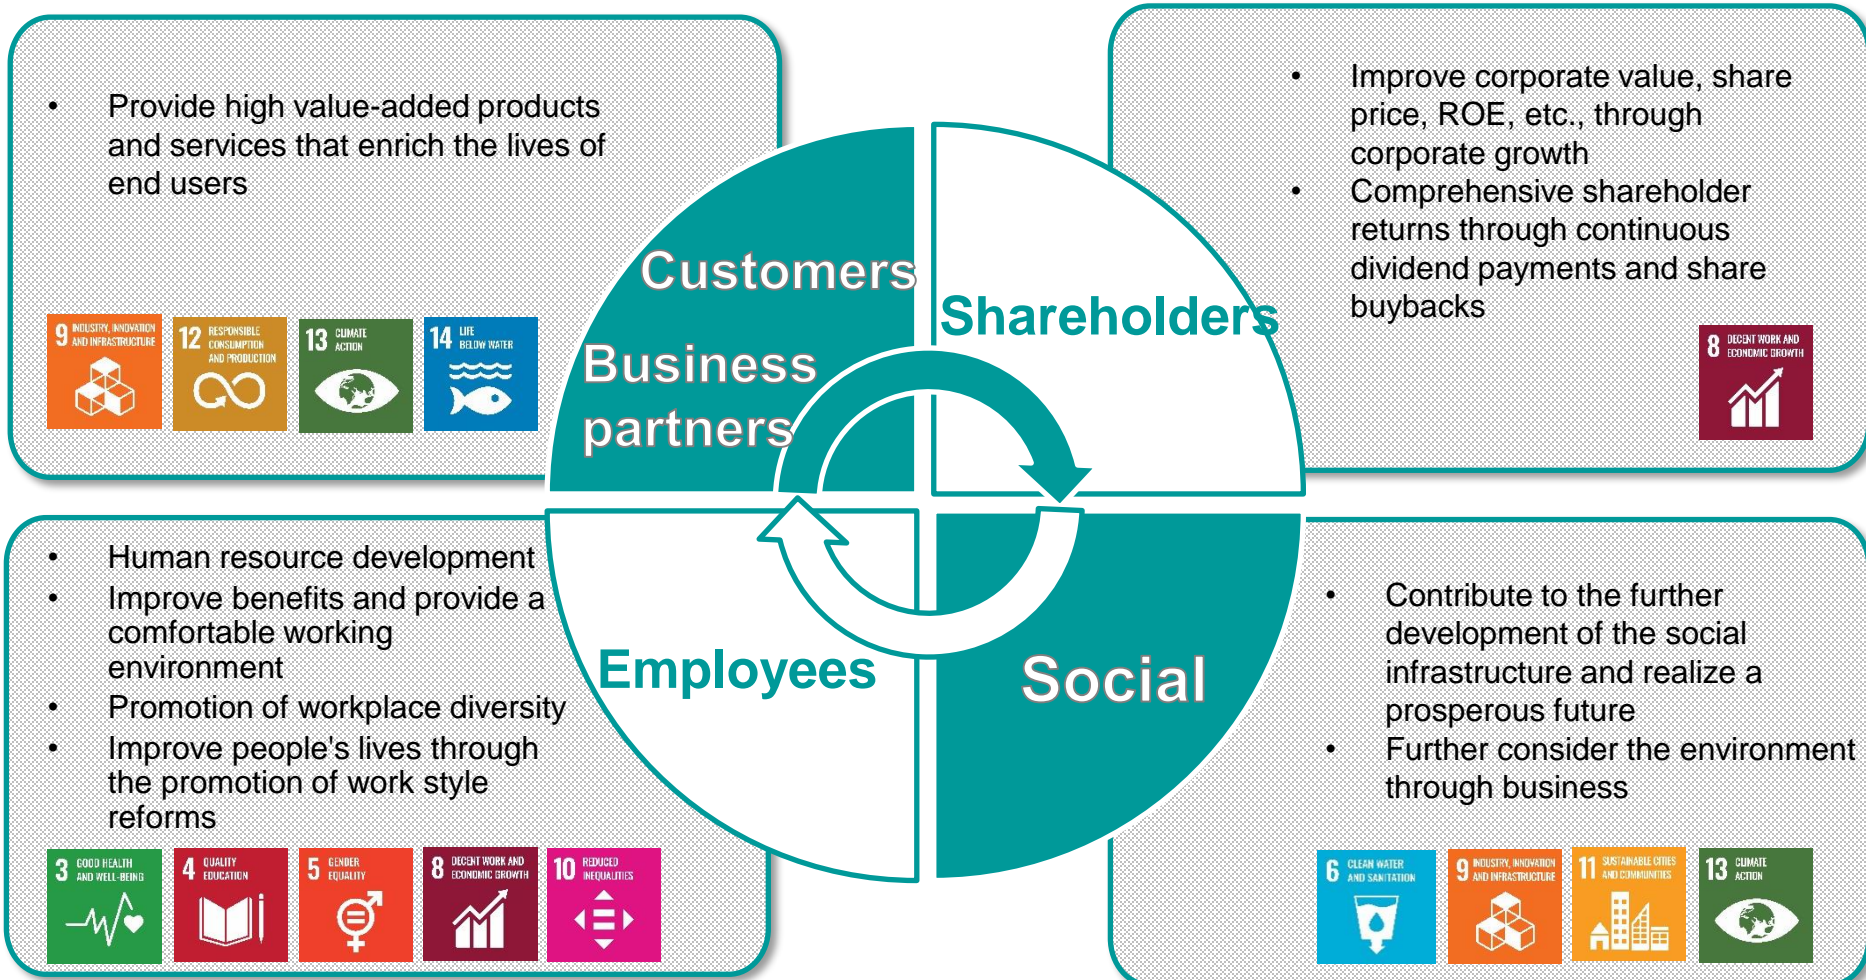 • Provide high value-added products
and services that enrich the lives of
end users
9 INDUSTRY, INNOVATION
AND INFRASTRUCTURE
12 RESPONSIBLE
CONSUMPTION
AND PRODUCTION
13 CLIMATE
ACTION
14 LIFE
BELOW WATER
• Improve corporate value, share
price, ROE, etc., through
corporate growth
• Comprehensive shareholder
returns through continuous
dividend payments and share
buybacks
8 DECENT WORK AND
ECONOMIC GROWTH
Customers
Business
partners
Shareholders
Employees
Social
• Human resource development
• Improve benefits and provide a
comfortable working
environment
• Promotion of workplace diversity
• Improve people's lives through
the promotion of work style
reforms
3 GOOD HEALTH
AND WELL-BEING
4 QUALITY
EDUCATION
5 GENDER
EQUALITY
8 DECENT WORK AND
ECONOMIC GROWTH
10 REDUCED
INEQUALITIES
• Contribute to the further
development of the social
infrastructure and realize a
prosperous future
• Further consider the environment
through business
6 CLEAN WATER
AND SANITATION
9 INDUSTRY, INNOVATION
AND INFRASTRUCTURE
11 SUSTAINABLE CITIES
AND COMMUNITIES
13 CLIMATE
ACTION